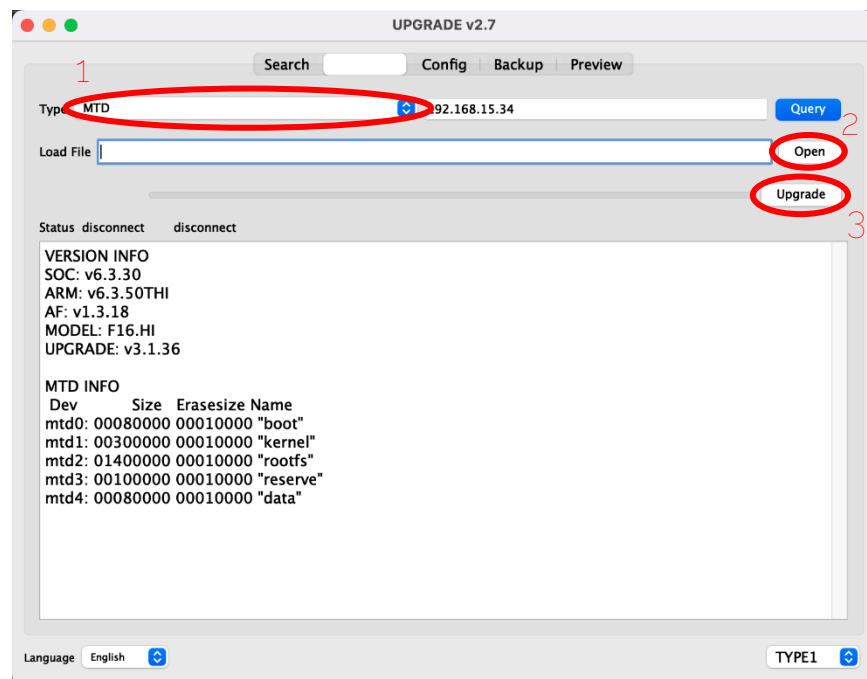 UPGRADE v2.7
Search Config Backup Preview
1
Type MTD 192.168.15.34 Query
2
Load File Open
Upgrade
3
Status disconnect disconnect
VERSION INFO
SOC: v6.3.30
ARM: v6.3.50THI
AF: v1.3.18
MODEL: F16.HI
UPGRADE: v3.1.36
MTD INFO
Dev Size Erasesize Name
mtd0: 00080000 00010000 "boot"
mtd1: 00300000 00010000 "kernel"
mtd2: 01400000 00010000 "rootfs"
mtd3: 00100000 00010000 "reserve"
mtd4: 00080000 00010000 "data"
Language English TYPE1